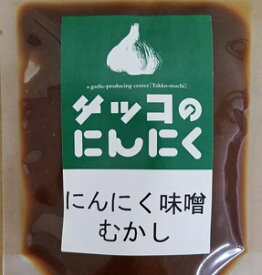 a garlic-producing center [Takko-machi]
タッコの
にんにく
にんにく味噌
むかし